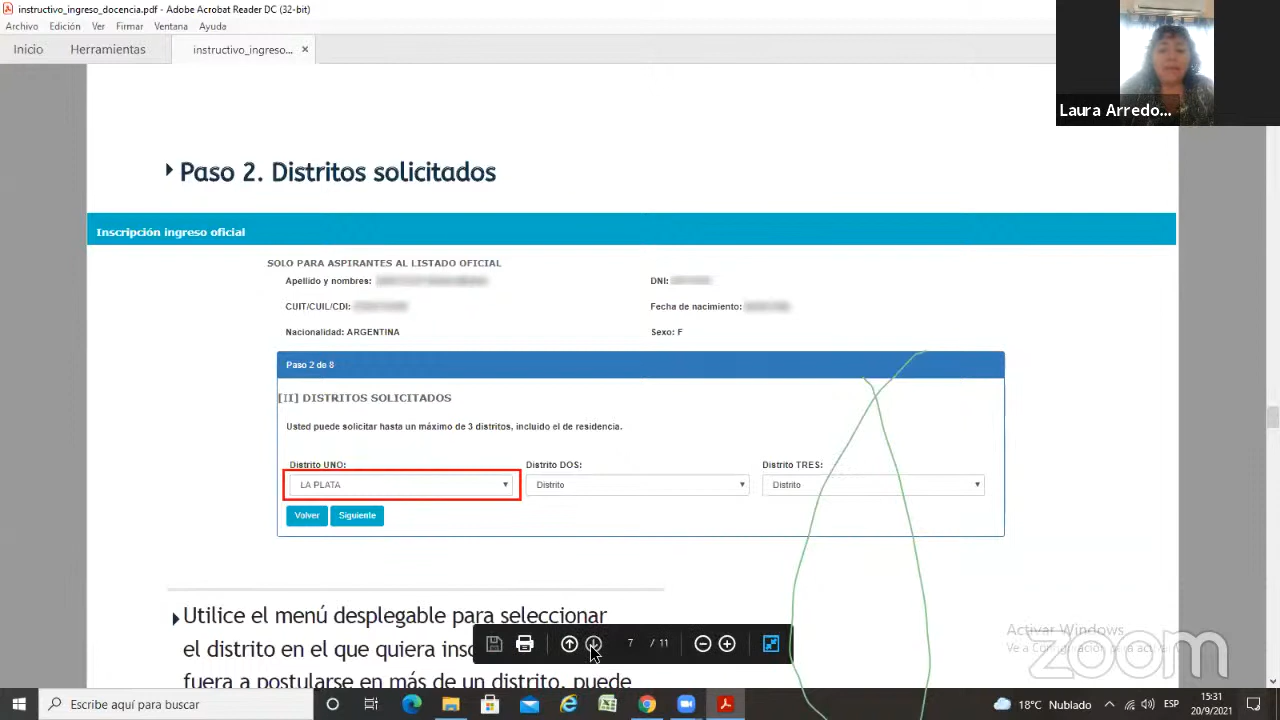 instructivo_ingreso_docencia.pdf - Adobe Acrobat Reader DC (32-bit)
Archivo Edición Ver Firmar Ventana Ayuda
Inicio Herramientas instructivo_ingreso... ×
Laura Arredo...
Paso 2. Distritos solicitados
Inscripción ingreso oficial
SOLO PARA ASPIRANTES AL LISTADO OFICIAL
Apellido y nombres: DNI:
CUIT/CUIL/CDI: Fecha de nacimiento:
Nacionalidad: ARGENTINA Sexo: F
Paso 2 de 8
[II] DISTRITOS SOLICITADOS
Usted puede solicitar hasta un máximo de 3 distritos, incluido el de residencia.
Distrito UNO: Distrito DOS: Distrito TRES:
LA PLATA Distrito Distrito
Volver Siguiente
Utilice el menú desplegable para seleccionar
el distrito en el que quiera
fuera a postularse en más de un distrito, puede
7 / 11
Activar Windows
Ve a Configuración para activar
zoom
Escribe aquí para buscar
18°C Nublado ESP 15:31
20/9/2021